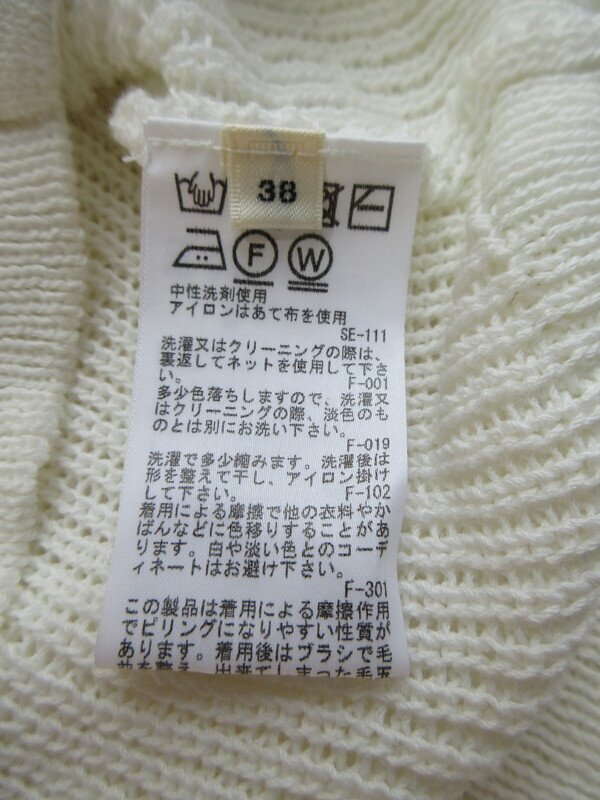 38
F W
中性洗剤使用
アイロンはあて布を使用
SE-111
洗濯又はクリーニングの際は、
裏返してネットを使用して下さ
い。
F-001
多少色落ちしますので、洗濯又
はクリーニングの際、淡色のも
のとは別にお洗い下さい。
F-019
洗濯で多少縮みます。洗濯後は
形を整えて干し、アイロン掛け
して下さい。
F-102
着用による摩擦で他の衣料やか
ばんなどに色移りすることがあ
ります。白や淡い色とのコーデ
ィネートはお避け下さい。
F-301
この製品は着用による摩擦作用
でピリングになりやすい性質が
あります。着用後はブラシで毛